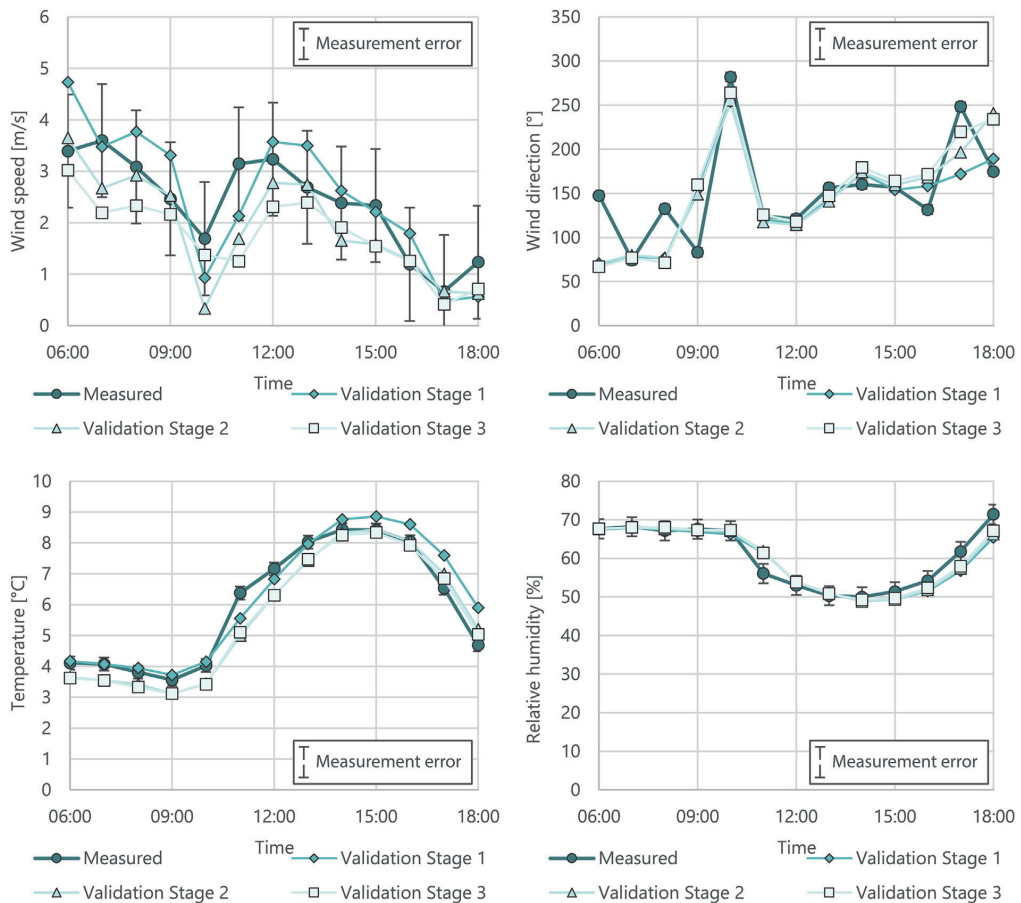 6
5
4
3
2
1
0
Wind speed [m/s]
Measurement error
06:00 09:00 12:00 15:00 18:00
Time
Measured
Validation Stage 1
Validation Stage 2
Validation Stage 3
350
300
250
200
150
100
50
0
Wind direction [°]
Measurement error
06:00 09:00 12:00 15:00 18:00
Time
Measured
Validation Stage 1
Validation Stage 2
Validation Stage 3
10
9
8
7
6
5
4
3
2
1
0
Temperature [°C]
Measurement error
06:00 09:00 12:00 15:00 18:00
Time
Measured
Validation Stage 1
Validation Stage 2
Validation Stage 3
80
70
60
50
40
30
20
10
0
Relative humidity [%]
Measurement error
06:00 09:00 12:00 15:00 18:00
Time
Measured
Validation Stage 1
Validation Stage 2
Validation Stage 3